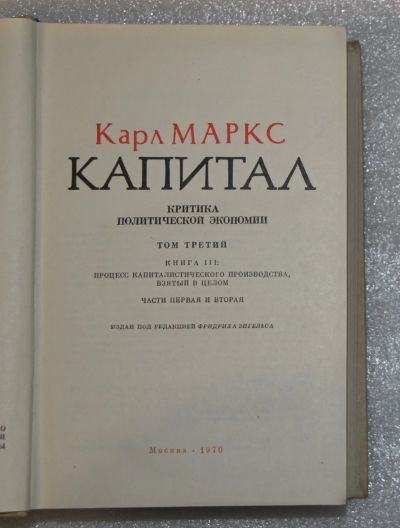 Карл МАРКС
КАПИТАЛ
КРИТИКА
ПОЛИТИЧЕСКОЙ ЭКОНОМИИ
ТОМ ТРЕТИЙ
КНИГА III:
ПРОЦЕСС КАПИТАЛИСТИЧЕСКОГО ПРОИЗВОДСТВА,
ВЗЯТЫЙ В ЦЕЛОМ
ЧАСТИ ПЕРВАЯ И ВТОРАЯ
ИЗДАН ПОД РЕДАКЦИЕЙ ФРИДРИХА ЭНГЕЛЬСА
Москва · 1970